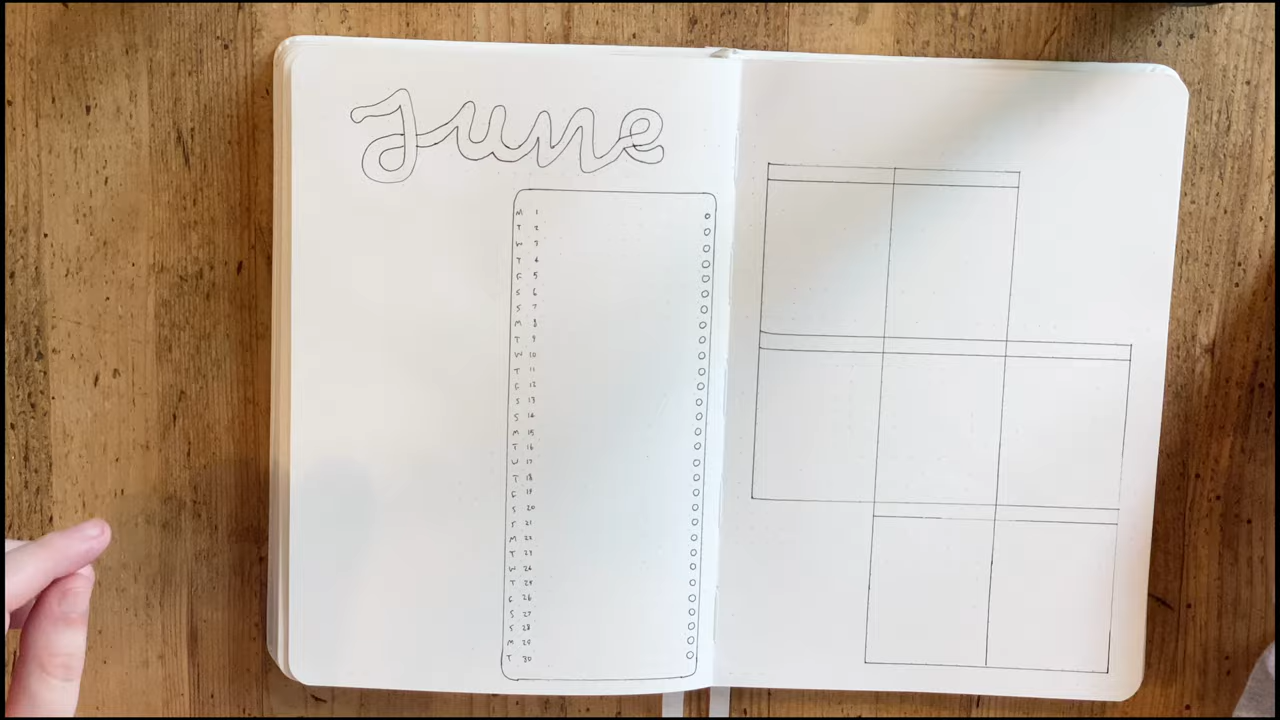 June
M 1
T 2
W 3
T 4
F 5
S 6
S 7
M 8
T 9
W 10
T 11
F 12
S 13
S 14
M 15
T 16
W 17
T 18
F 19
S 20
S 21
M 22
T 23
W 24
T 25
F 26
S 27
S 28
M 29
T 30